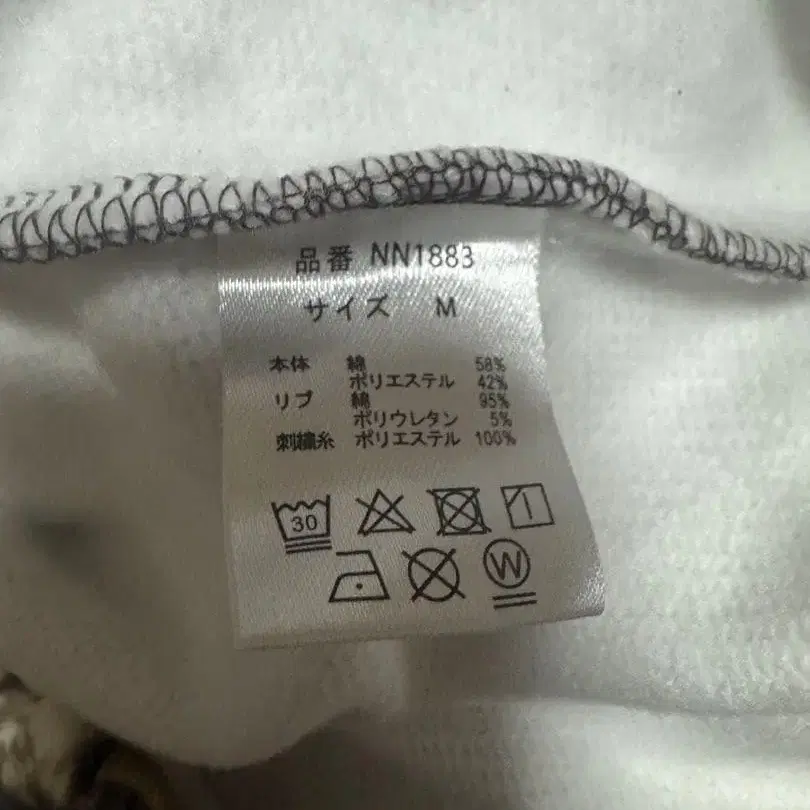 品番 NN1883
サイズ M
本体 綿 58%
ポリエステル 42%
リブ 綿 95%
ポリウレタン 5%
刺繍糸 ポリエステル 100%
30
W